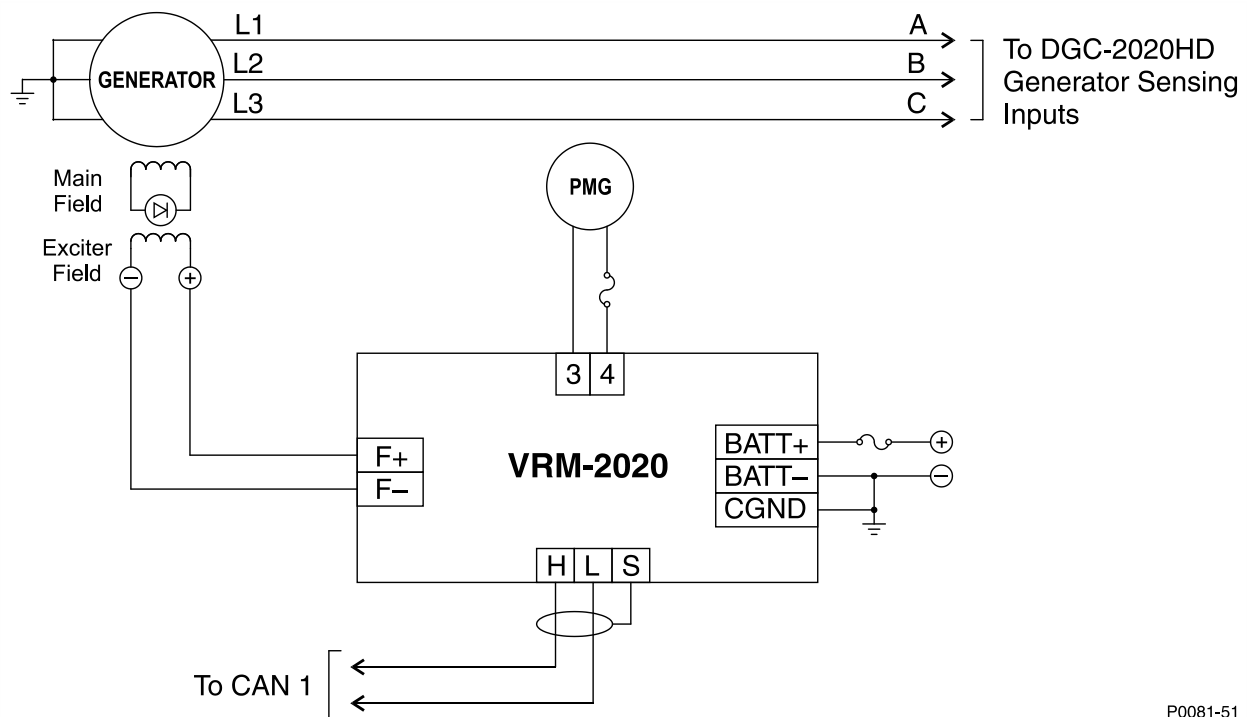 L1
A
L2
B
L3
C
GENERATOR
To DGC-2020HD
Generator Sensing
Inputs
Main
Field
PMG
Exciter
Field
−
+
3 4
VRM-2020
F+
F−
BATT+
+
BATT−
−
CGND
H L S
To CAN 1
P0081-51